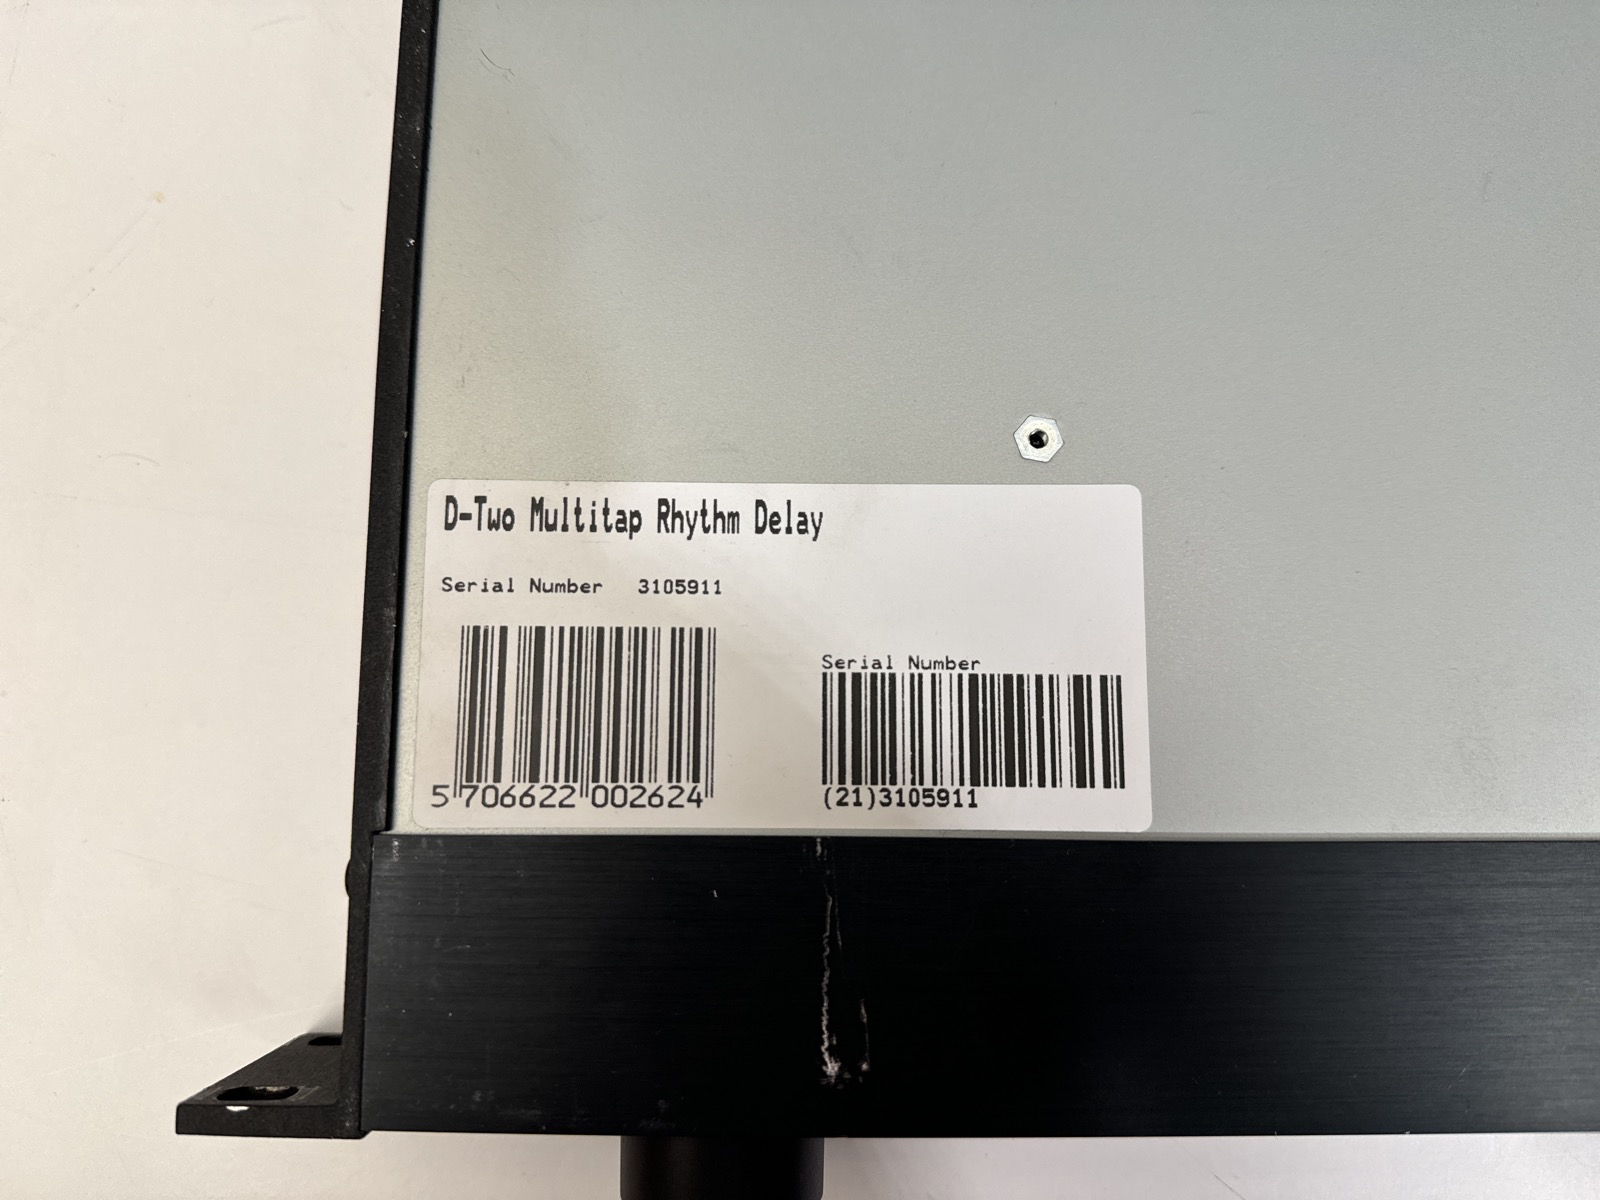 D-Two Multitap Rhythm Delay
Serial Number 3105911
5 706622 002624
Serial Number
(21)3105911